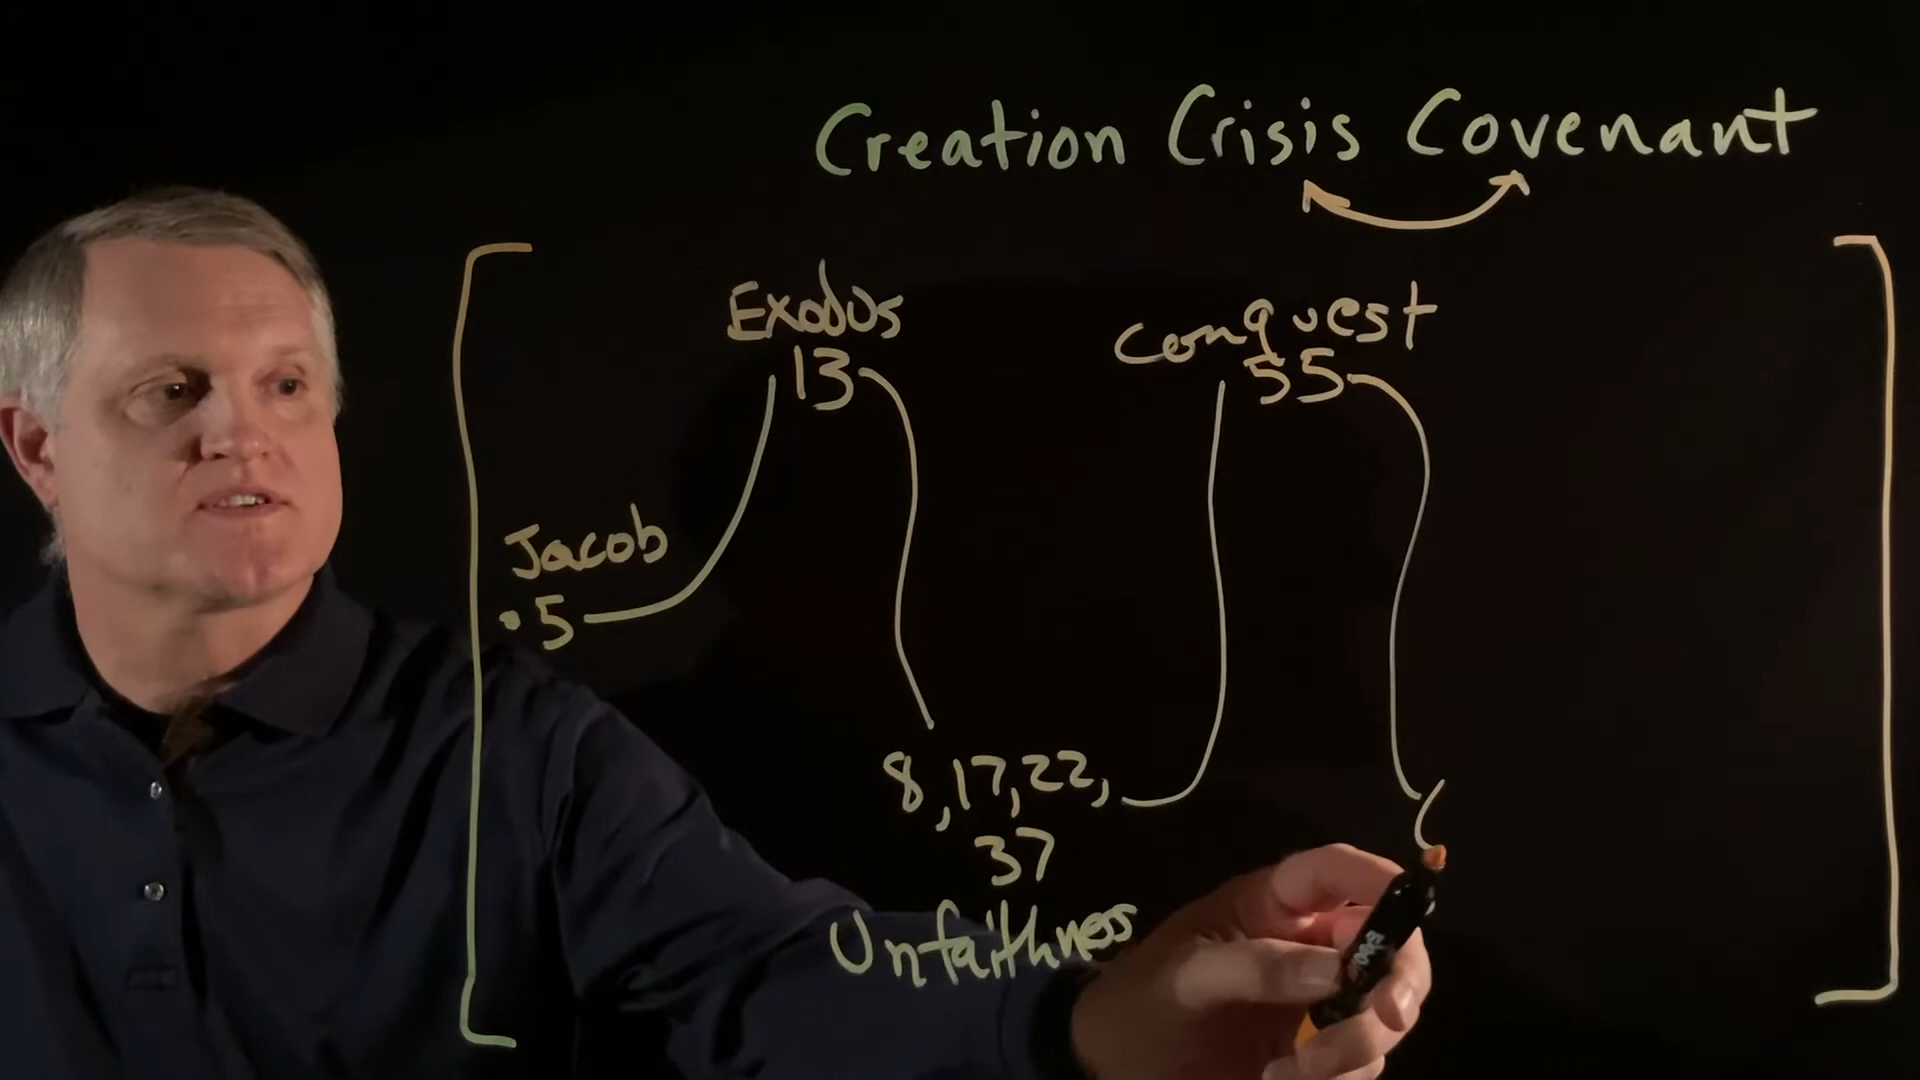 Creation Crisis Covenant
Exodus
13
Conquest
55
Jacob
• 5
8, 17, 22,
37
Unfaithness